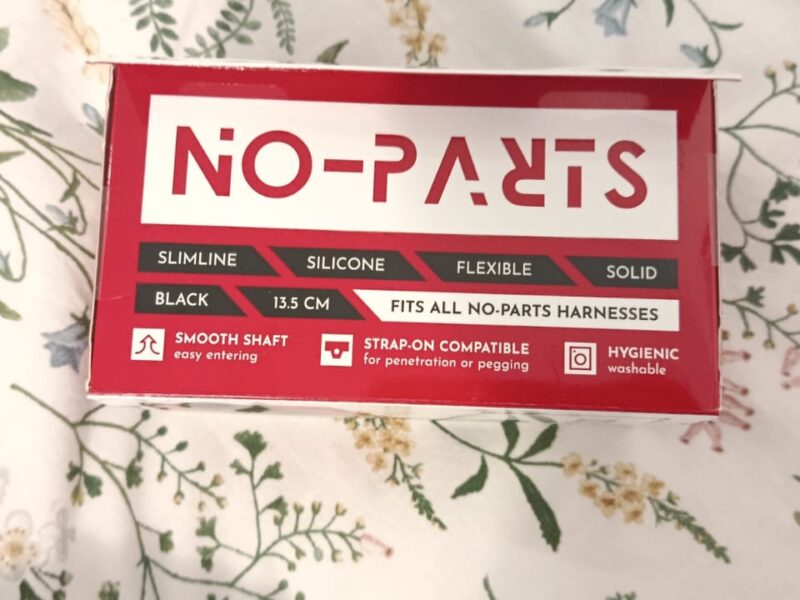 NO-PARTS
SLIMLINE SILICONE FLEXIBLE SOLID
BLACK 13.5 CM FITS ALL NO-PARTS HARNESSES
SMOOTH SHAFT
easy entering
STRAP-ON COMPATIBLE
for penetration or pegging
HYGIENIC
washable